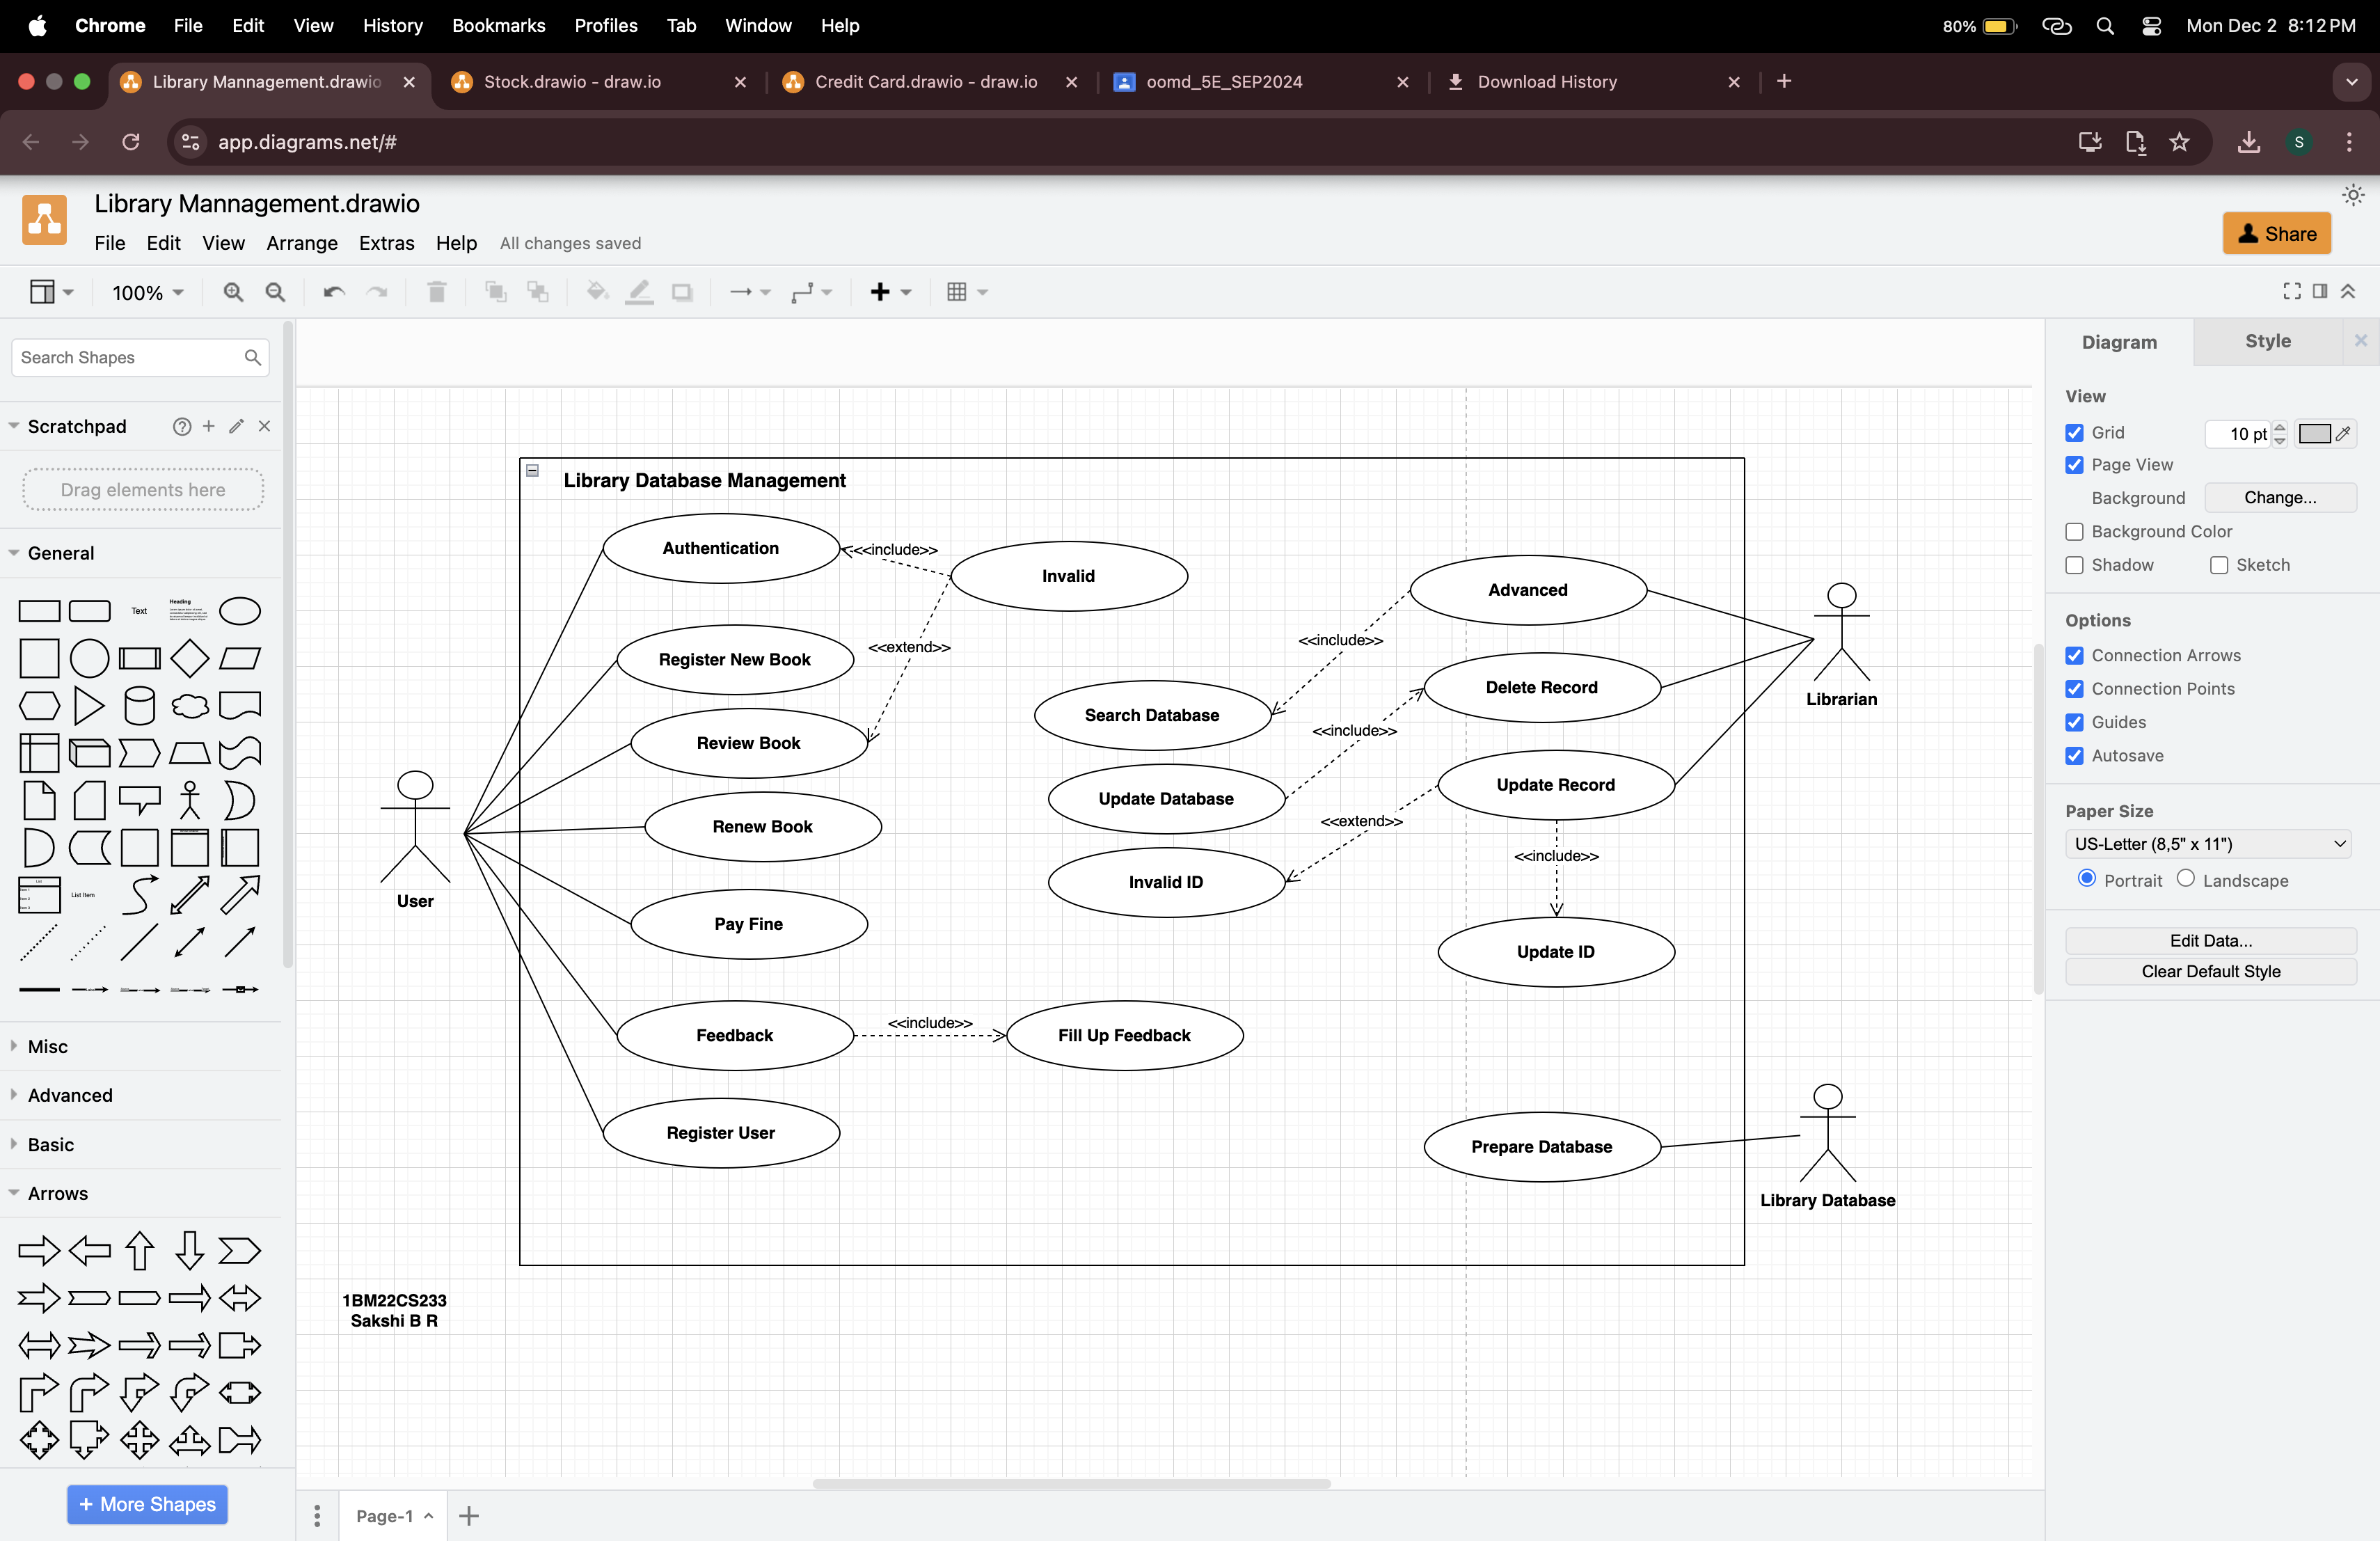 Chrome File Edit View History Bookmarks Profiles Tab Window Help 80% Mon Dec 2 8:12 PM
Library Mannagement.drawio Stock.drawio - draw.io Credit Card.drawio - draw.io oomd_5E_SEP2024 Download History
app.diagrams.net/# S
Library Mannagement.drawio
File Edit View Arrange Extras Help All changes saved Share
100%
Search Shapes
Scratchpad
Drag elements here
General
Text
Heading
List
List Item
Misc
Advanced
Basic
Arrows
+ More Shapes
Library Database Management
Authentication
<<include>>
Invalid
Advanced
<<extend>>
<<include>>
Register New Book
Delete Record
Librarian
Search Database
Review Book
<<include>>
Update Record
Update Database
Renew Book
<<extend>>
<<include>>
Invalid ID
User
Pay Fine
Update ID
Feedback
<<include>>
Fill Up Feedback
Register User
Prepare Database
Library Database
1BM22CS233
Sakshi B R
Page-1
Diagram Style
View
Grid 10 pt
Page View
Background Change...
Background Color
Shadow Sketch
Options
Connection Arrows
Connection Points
Guides
Autosave
Paper Size
US-Letter (8,5" x 11")
Portrait Landscape
Edit Data...
Clear Default Style